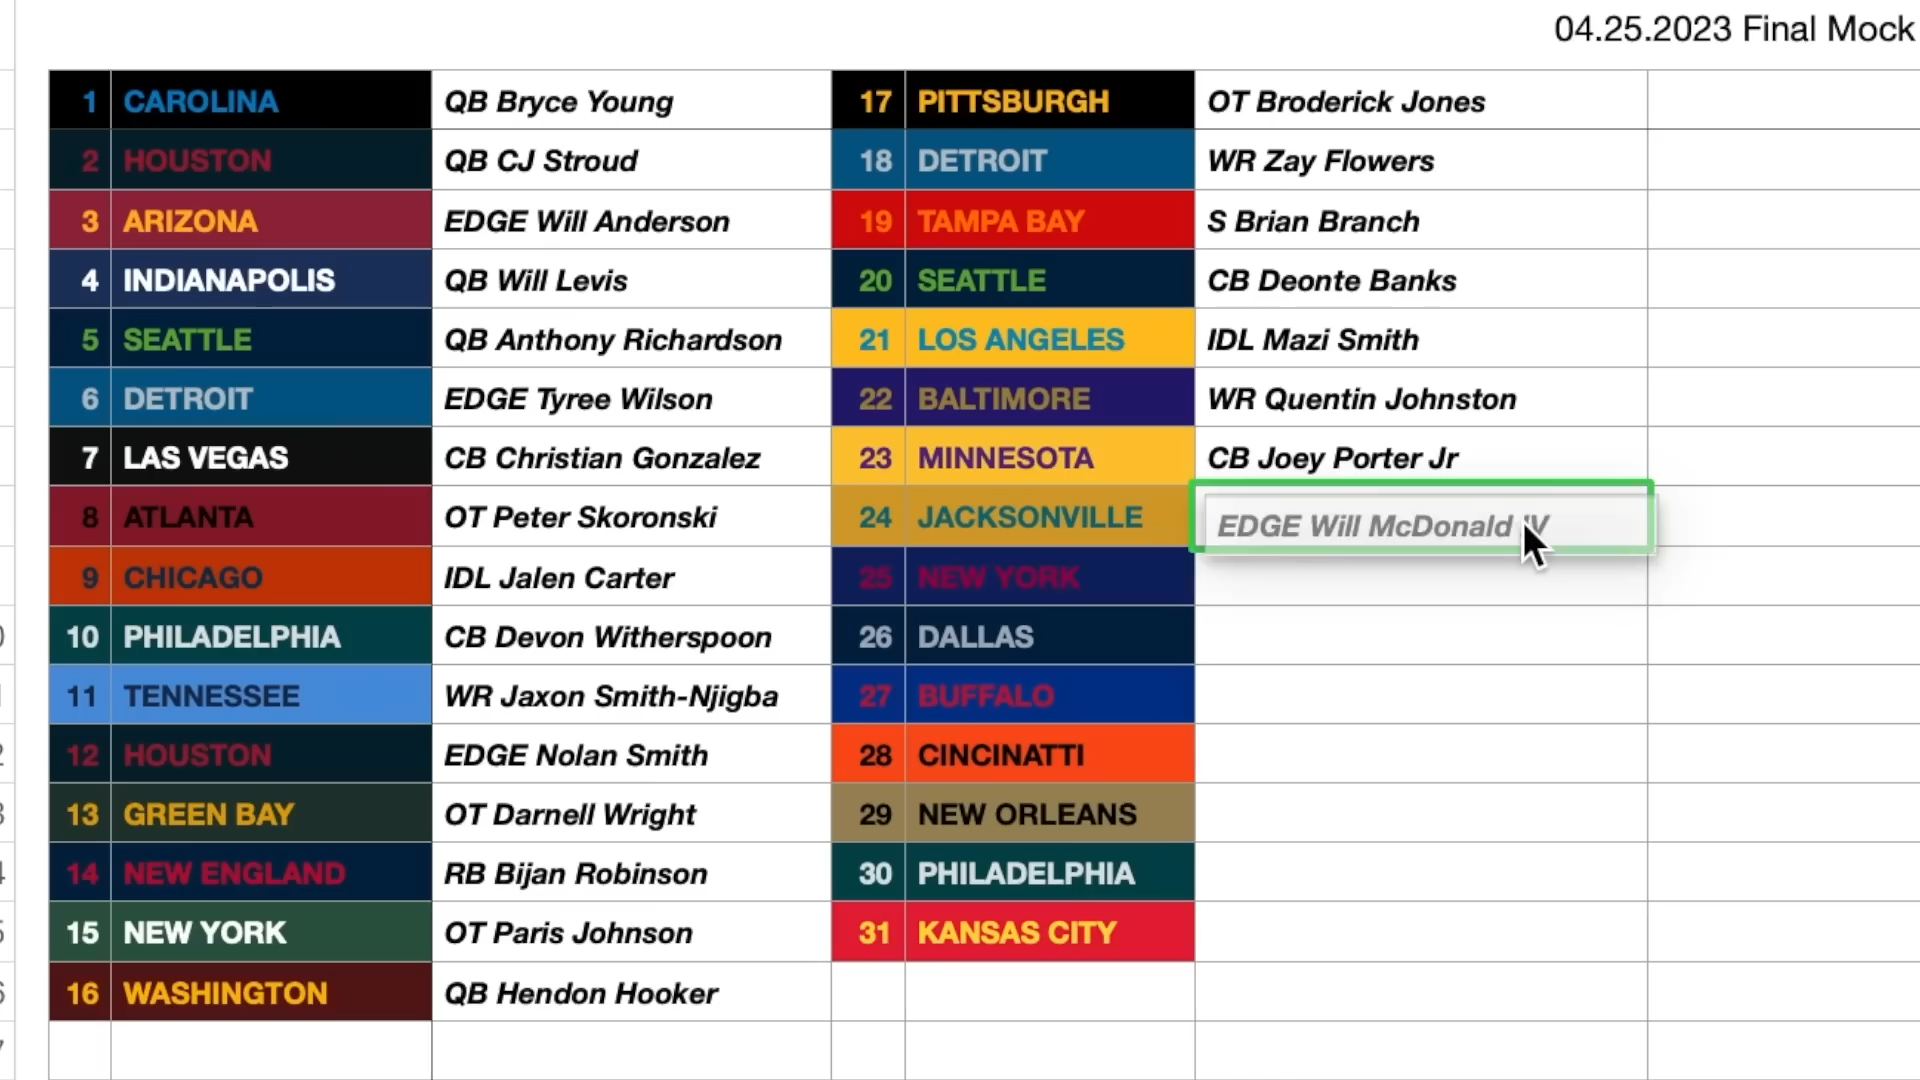 04.25.2023 Final Mock
1 CAROLINA QB Bryce Young 17 PITTSBURGH OT Broderick Jones
2 HOUSTON QB CJ Stroud 18 DETROIT WR Zay Flowers
3 ARIZONA EDGE Will Anderson 19 TAMPA BAY S Brian Branch
4 INDIANAPOLIS QB Will Levis 20 SEATTLE CB Deonte Banks
5 SEATTLE QB Anthony Richardson 21 LOS ANGELES IDL Mazi Smith
6 DETROIT EDGE Tyree Wilson 22 BALTIMORE WR Quentin Johnston
7 LAS VEGAS CB Christian Gonzalez 23 MINNESOTA CB Joey Porter Jr
8 ATLANTA OT Peter Skoronski 24 JACKSONVILLE EDGE Will McDonald IV
9 CHICAGO IDL Jalen Carter 25 NEW YORK
10 PHILADELPHIA CB Devon Witherspoon 26 DALLAS
11 TENNESSEE WR Jaxon Smith-Njigba 27 BUFFALO
12 HOUSTON EDGE Nolan Smith 28 CINCINATTI
13 GREEN BAY OT Darnell Wright 29 NEW ORLEANS
14 NEW ENGLAND RB Bijan Robinson 30 PHILADELPHIA
15 NEW YORK OT Paris Johnson 31 KANSAS CITY
16 WASHINGTON QB Hendon Hooker